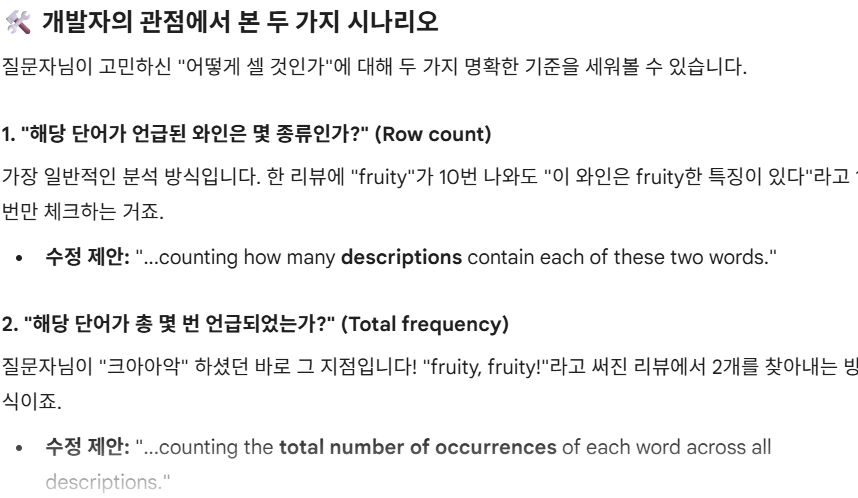 🛠️ 개발자의 관점에서 본 두 가지 시나리오
질문자님이 고민하신 "어떻게 셀 것인가"에 대해 두 가지 명확한 기준을 세워볼 수 있습니다.
1. "해당 단어가 언급된 와인은 몇 종류인가?" (Row count)
가장 일반적인 분석 방식입니다. 한 리뷰에 "fruity"가 10번 나와도 "이 와인은 fruity한 특징이 있다"라고
번만 체크하는 거죠.
• 수정 제안: "...counting how many descriptions contain each of these two words."
2. "해당 단어가 총 몇 번 언급되었는가?" (Total frequency)
질문자님이 "크아아악" 하셨던 바로 그 지점입니다! "fruity, fruity!"라고 써진 리뷰에서 2개를 찾아내는 방
식이죠.
• 수정 제안: "...counting the total number of occurrences of each word across all
descriptions."